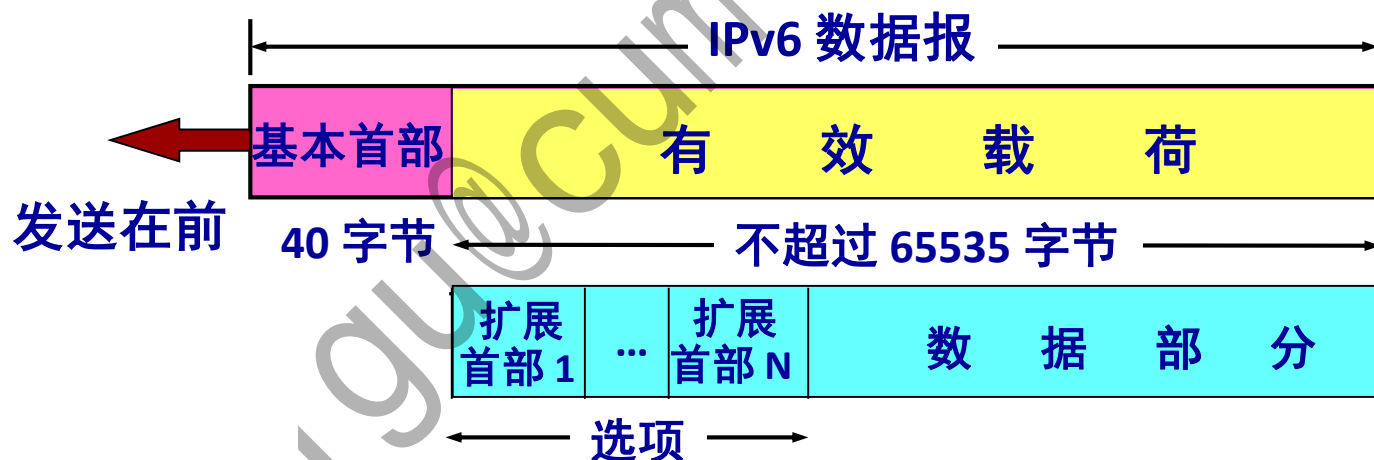 IPv6 数据报
基本首部
有效载荷
发送在前
40 字节
不超过 65535 字节
扩展
首部 1
...
扩展
首部 N
数据部分
选项
gu@cum